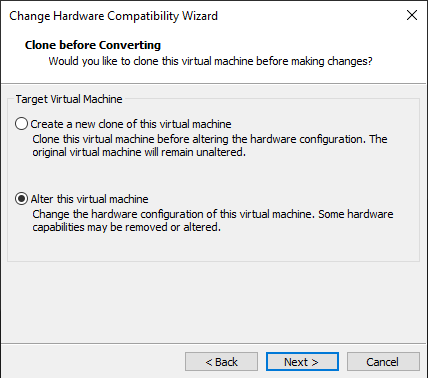 Change Hardware Compatibility Wizard
Clone before Converting
Would you like to clone this virtual machine before making changes?
Target Virtual Machine
Create a new clone of this virtual machine
Clone this virtual machine before altering the hardware configuration. The
original virtual machine will remain unaltered.
Alter this virtual machine
Change the hardware configuration of this virtual machine. Some hardware
capabilities may be removed or altered.
< Back
Next >
Cancel